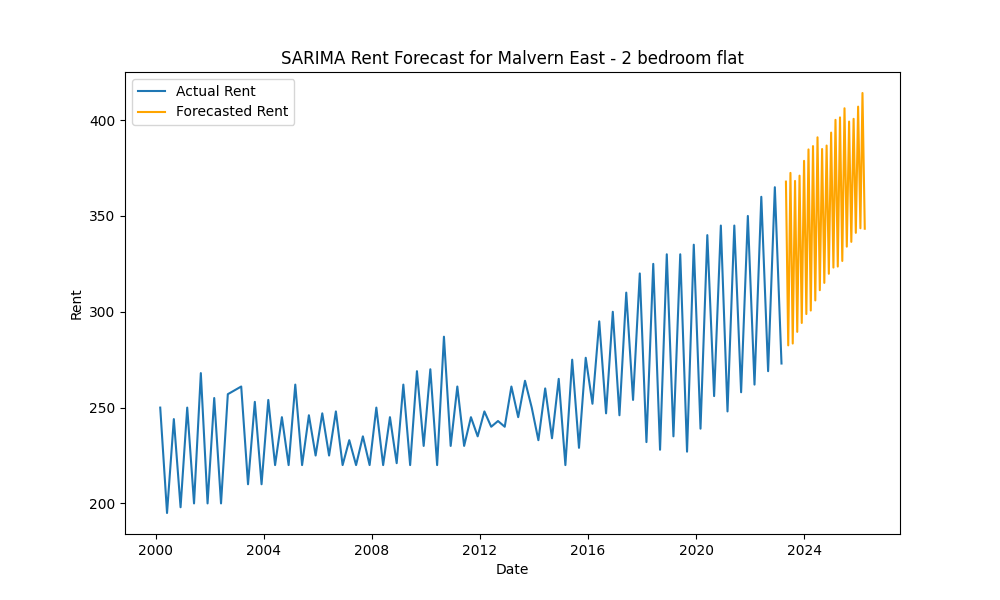 SARIMA Rent Forecast for Malvern East - 2 bedroom flat
Actual Rent
Forecasted Rent
400
350
300
250
200
Rent
2000 2004 2008 2012 2016 2020 2024
Date